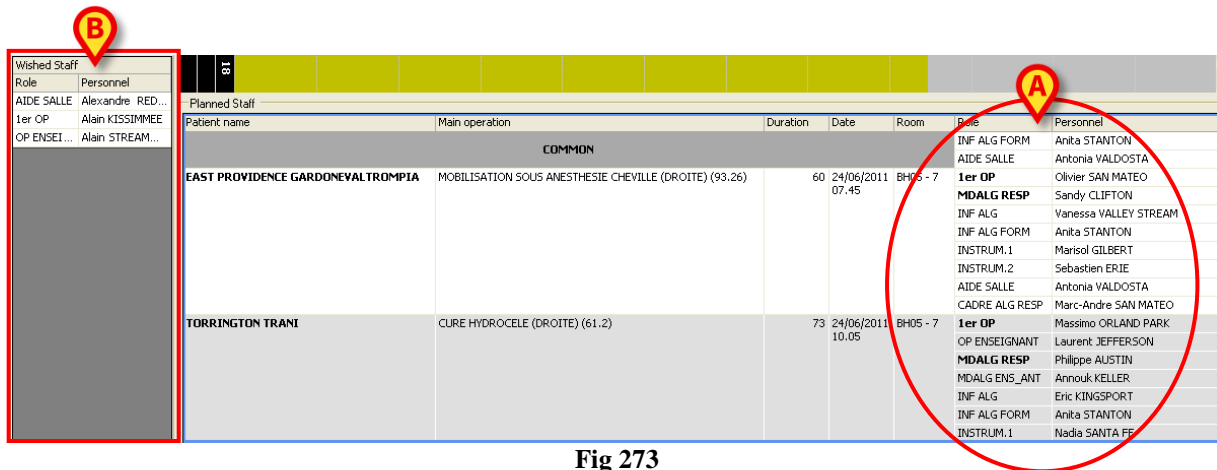 B
Wished Staff
Role Personnel
AIDE SALLE Alexandre RED...
1er OP Alain KISSIMMEE
OP ENSEI... Alain STREAM...
18
A
Planned Staff
Patient name Main operation Duration Date Room Role Personnel
COMMON
INF ALG FORM Anita STANTON
AIDE SALLE Antonia VALDOSTA
EAST PROVIDENCE GARDONEVALTROMPIA MOBILISATION SOUS ANESTHESIE CHEVILLE (DROITE) (93.26) 60 24/06/2011 BH05 - 7 1er OP Olivier SAN MATEO
07.45 MDALG RESP Sandy CLIFTON
INF ALG Vanessa VALLEY STREAM
INF ALG FORM Anita STANTON
INSTRUM.1 Marisol GILBERT
INSTRUM.2 Sebastien ERIE
AIDE SALLE Antonia VALDOSTA
CADRE ALG RESP Marc-Andre SAN MATEO
TORRINGTON TRANI CURE HYDROCELE (DROITE) (61.2) 73 24/06/2011 BH05 - 7 1er OP Massimo ORLAND PARK
10.05 OP ENSEIGNANT Laurent JEFFERSON
MDALG RESP Philippe AUSTIN
MDALG ENS_ANT Annouk KELLER
INF ALG Eric KINGSPORT
INF ALG FORM Anita STANTON
INSTRUM.1 Nadia SANTA FE
Fig 273